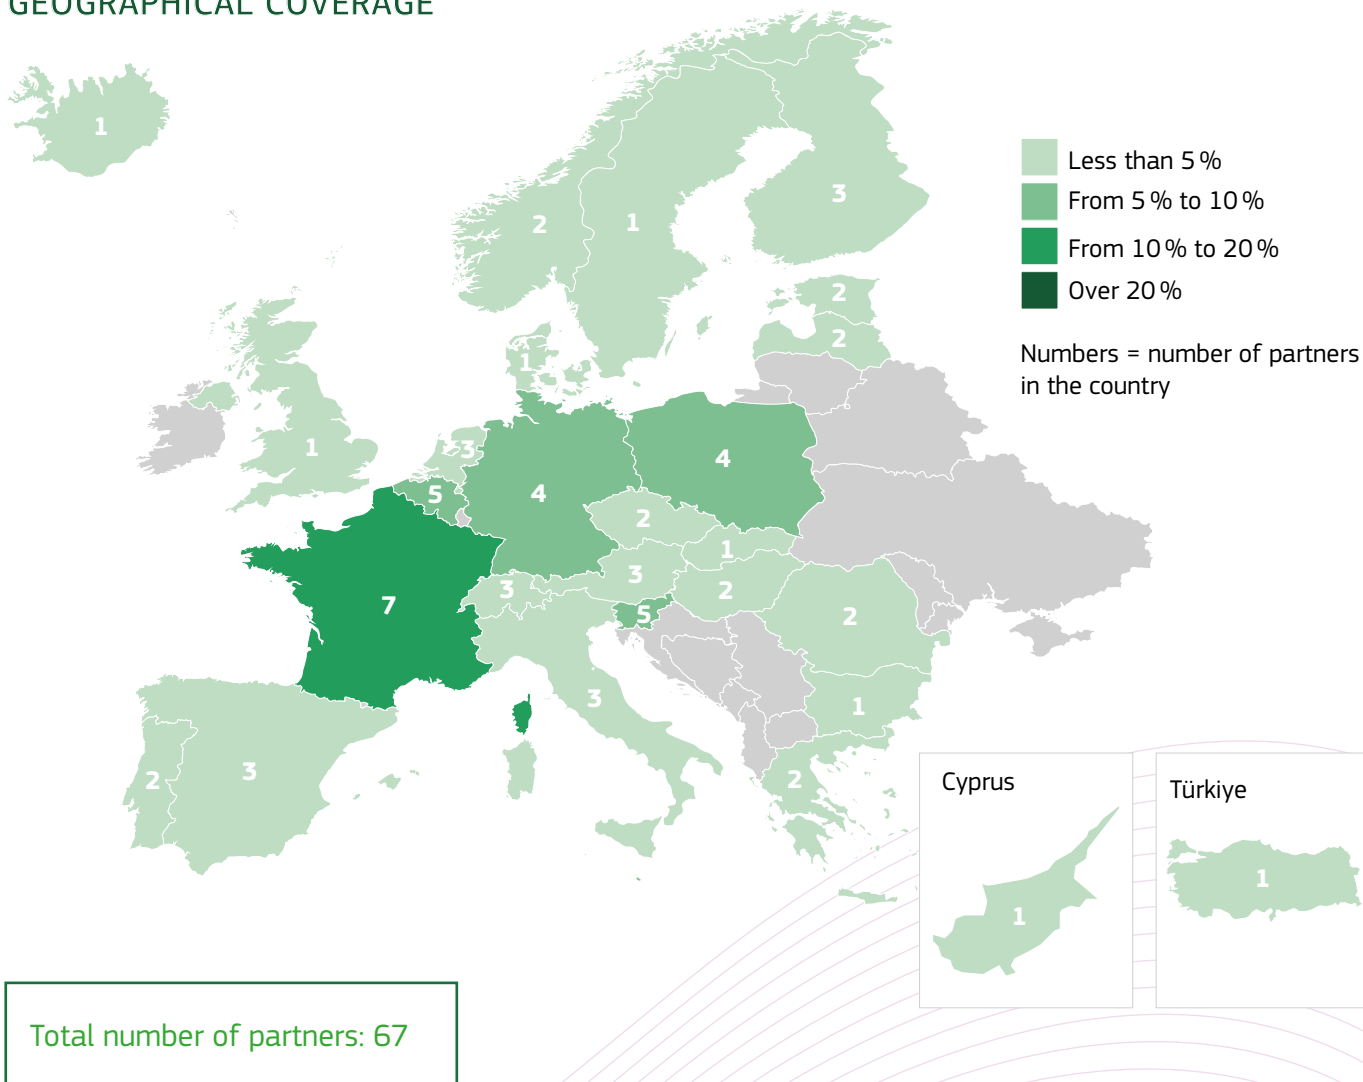 GEOGRAPHICAL COVERAGE
1
Less than 5 %
From 5 % to 10 %
From 10 % to 20 %
Over 20 %
Numbers = number of partners
in the country
3
2
1
2
2
1
1
3
4
5
4
2
1
3
3
2
7
5
2
3
1
2
3
2
Cyprus
1
Türkiye
1
Total number of partners: 67